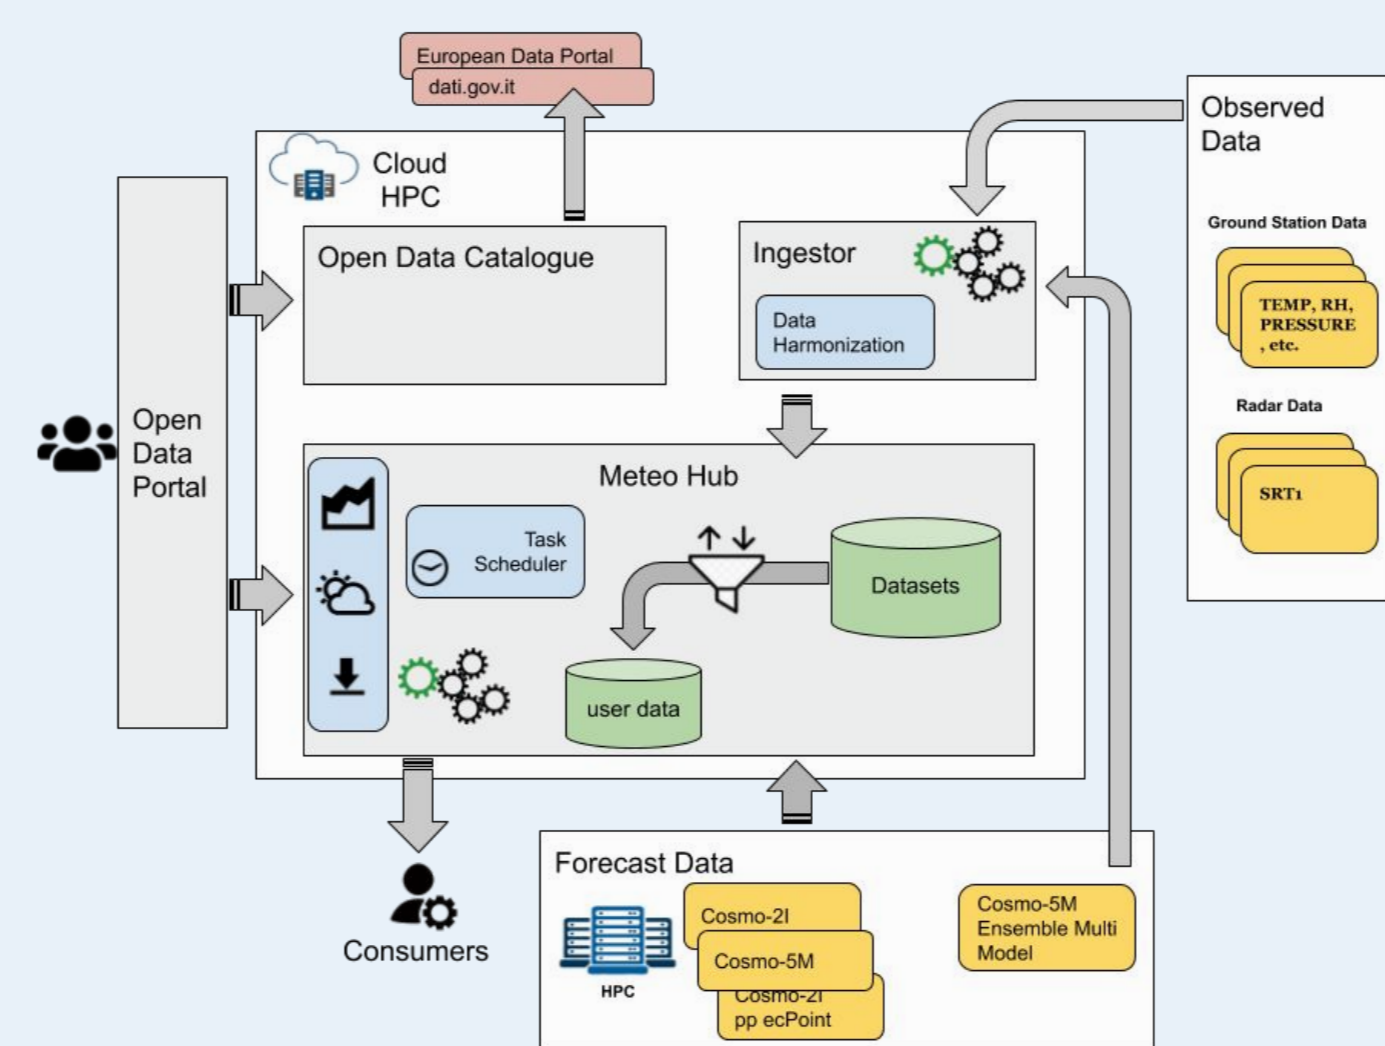 European Data Portal
dati.gov.it
Cloud
HPC
Observed
Data
Open Data Catalogue
Ingestor
Data
Harmonization
Ground Station Data
TEMP, RH,
PRESSURE
, etc.
Radar Data
SRT1
Open
Data
Portal
Meteo Hub
Task
Scheduler
Datasets
user data
Consumers
Forecast Data
HPC
Cosmo-2I
Cosmo-5M
Cosmo-2I
pp ecPoint
Cosmo-5M
Ensemble Multi
Model